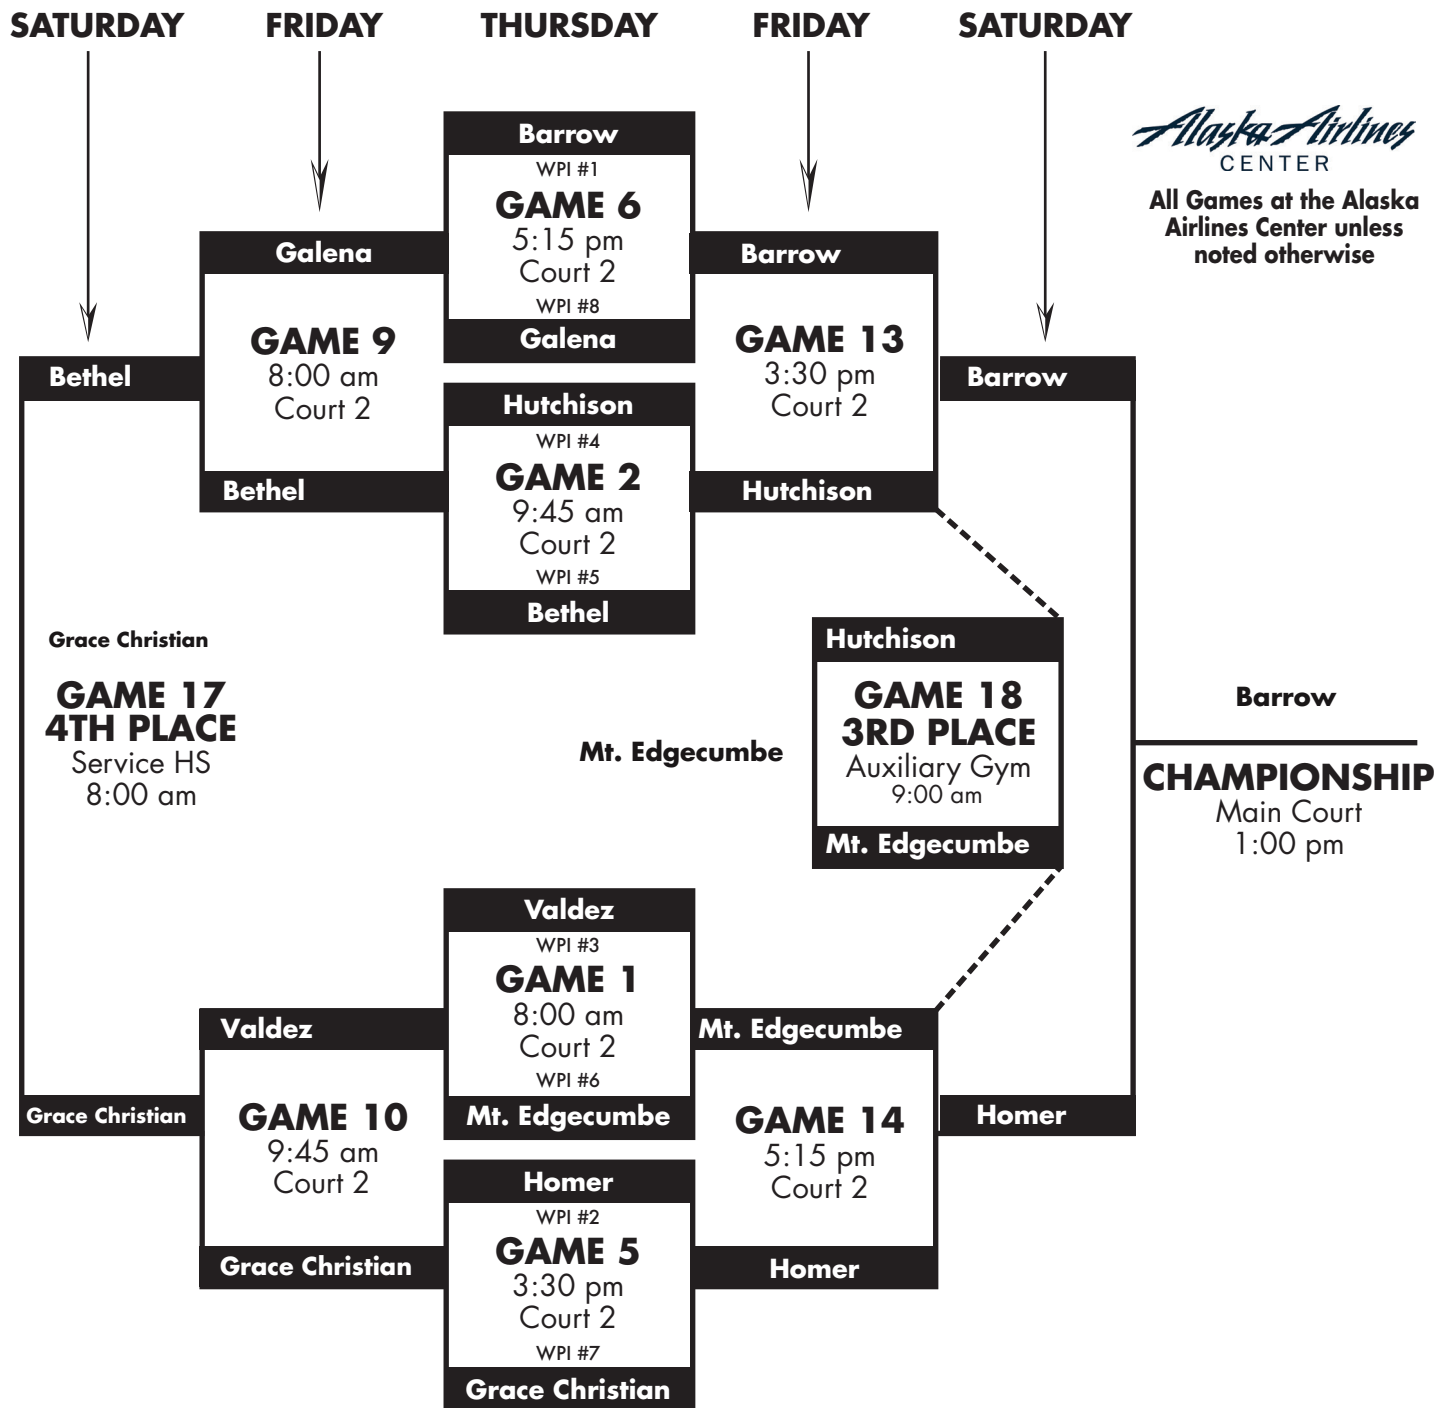 SATURDAY FRIDAY THURSDAY FRIDAY SATURDAY
Alaska Airlines
CENTER
All Games at the Alaska
Airlines Center unless
noted otherwise
Barrow
WPI #1
GAME 6
5:15 pm
Court 2
WPI #8
Galena
Galena
GAME 9
8:00 am
Court 2
Bethel
Barrow
GAME 13
3:30 pm
Court 2
Hutchison
Bethel
Barrow
Hutchison
WPI #4
GAME 2
9:45 am
Court 2
WPI #5
Bethel
Grace Christian
GAME 17
4TH PLACE
Service HS
8:00 am
Mt. Edgecumbe
Hutchison
GAME 18
3RD PLACE
Auxiliary Gym
9:00 am
Mt. Edgecumbe
Barrow
CHAMPIONSHIP
Main Court
1:00 pm
Valdez
WPI #3
GAME 1
8:00 am
Court 2
WPI #6
Mt. Edgecumbe
Valdez
GAME 10
9:45 am
Court 2
Grace Christian
Mt. Edgecumbe
GAME 14
5:15 pm
Court 2
Homer
Grace Christian
Homer
Homer
WPI #2
GAME 5
3:30 pm
Court 2
WPI #7
Grace Christian